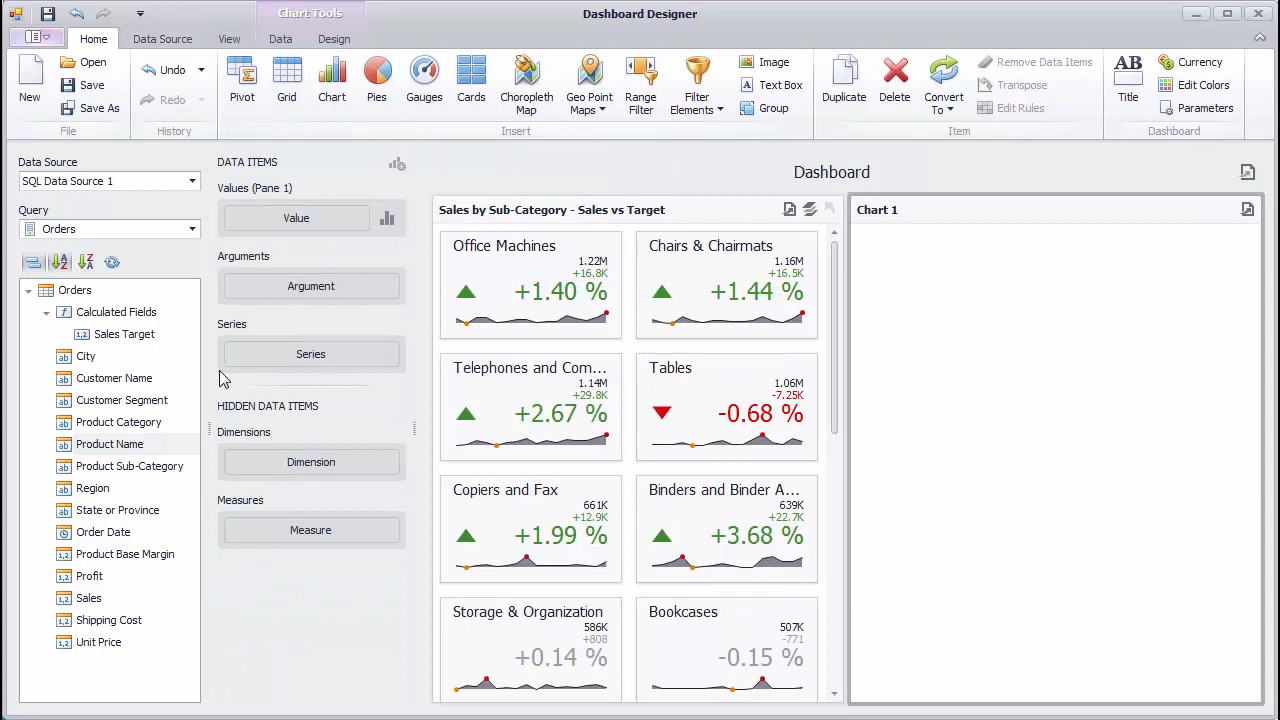 Chart Tools
Dashboard Designer
Home
Data Source
View
Data
Design
New
Open
Save
Save As
File
Undo
Redo
History
Pivot
Grid
Chart
Pies
Gauges
Cards
Choropleth
Map
Geo Point
Maps
Range
Filter
Filter
Elements
Image
Text Box
Group
Insert
Duplicate
Delete
Convert
To
Remove Data Items
Transpose
Edit Rules
Item
AB
Title
Currency
Edit Colors
Parameters
Dashboard
Data Source
SQL Data Source 1
Query
Orders
Orders
Calculated Fields
Sales Target
City
Customer Name
Customer Segment
Product Category
Product Name
Product Sub-Category
Region
State or Province
Order Date
Product Base Margin
Profit
Sales
Shipping Cost
Unit Price
DATA ITEMS
Values (Pane 1)
Value
Arguments
Argument
Series
Series
HIDDEN DATA ITEMS
Dimensions
Dimension
Measures
Measure
Dashboard
Sales by Sub-Category - Sales vs Target
Office Machines
1.22M
+16.8K
+1.40 %
Chairs & Chairmats
1.16M
+16.5K
+1.44 %
Telephones and Com...
1.14M
+29.8K
+2.67 %
Tables
1.06M
-7.25K
-0.68 %
Copiers and Fax
661K
+12.9K
+1.99 %
Binders and Binder A...
639K
+22.7K
+3.68 %
Storage & Organization
586K
+808
+0.14 %
Bookcases
507K
-771
-0.15 %
Chart 1